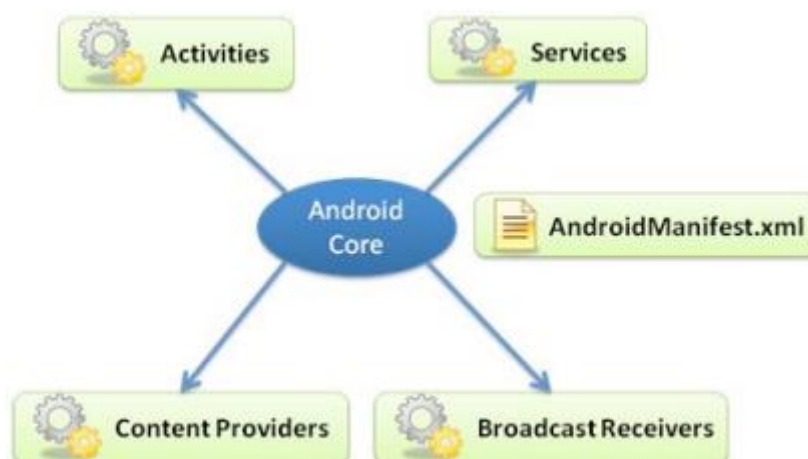 Activities
Services
Android
Core
AndroidManifest.xml
Content Providers
Broadcast Receivers